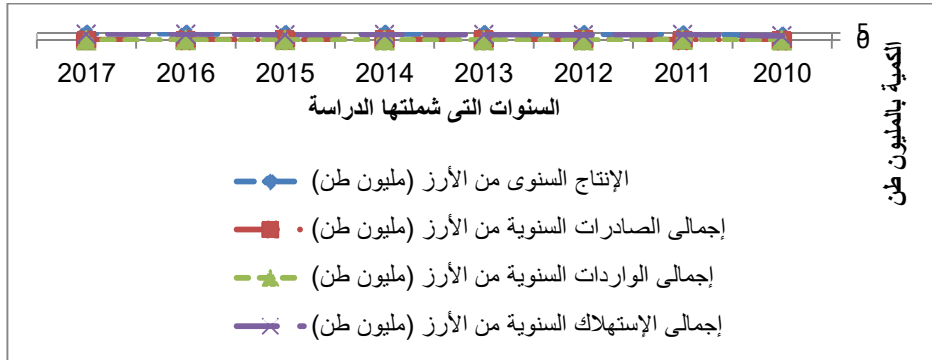 5
0
2017 2016 2015 2014 2013 2012 2011 2010
السنوات التى شملتها الدراسة
الكمية بالمليون طن
الإنتاج السنوى من الأرز (مليون طن)
إجمالى الصادرات السنوية من الأرز (مليون طن)
إجمالى الواردات السنوية من الأرز (مليون طن)
إجمالى الإستهلاك السنوية من الأرز (مليون طن)